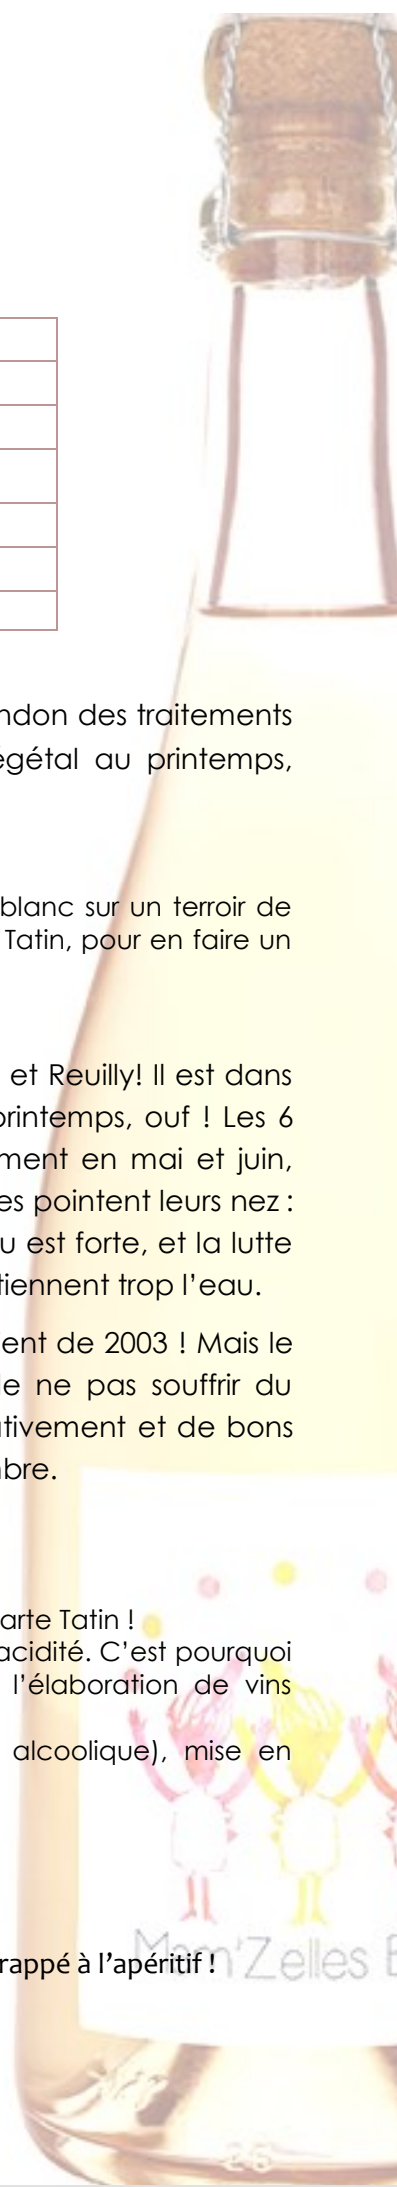 ndon des traitements
égétal au printemps,
blanc sur un terroir de
Tatin, pour en faire un
et Reuilly! Il est dans
printemps, ouf ! Les 6
ment en mai et juin,
es pointent leurs nez :
u est forte, et la lutte
tiennent trop l’eau.
ent de 2003 ! Mais le
le ne pas souffrir du
ativement et de bons
bre.
arte Tatin !
acidité. C’est pourquoi
l’élaboration de vins
alcoolique), mise en
rappé à l’apéritif !
Mam'Zelles B